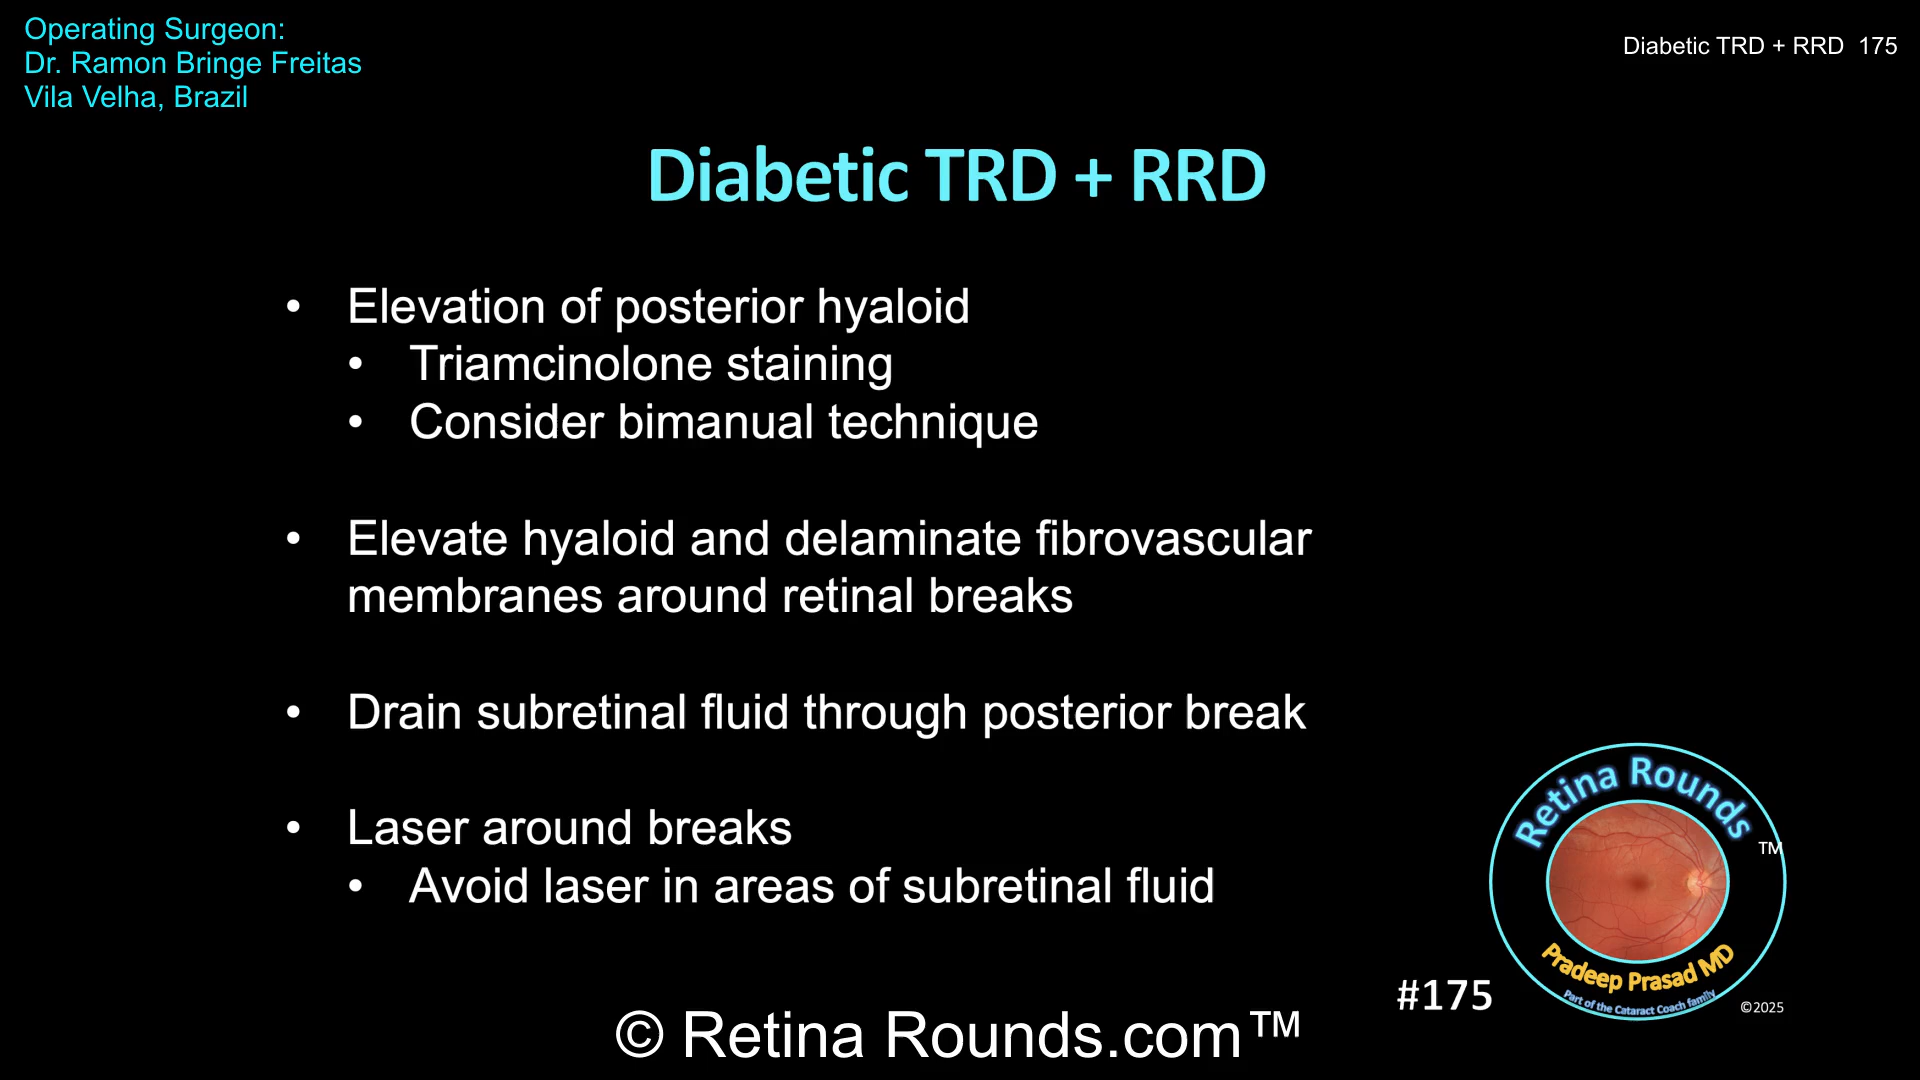 Operating Surgeon:
Dr. Ramon Bringe Freitas
Vila Velha, Brazil
Diabetic TRD + RRD 175
Diabetic TRD + RRD
• Elevation of posterior hyaloid
• Triamcinolone staining
• Consider bimanual technique
• Elevate hyaloid and delaminate fibrovascular
membranes around retinal breaks
• Drain subretinal fluid through posterior break
• Laser around breaks
• Avoid laser in areas of subretinal fluid
Retina Rounds
TM
Pradeep Prasad MD
Part of the Cataract Coach family
#175
©2025
© Retina Rounds.com™